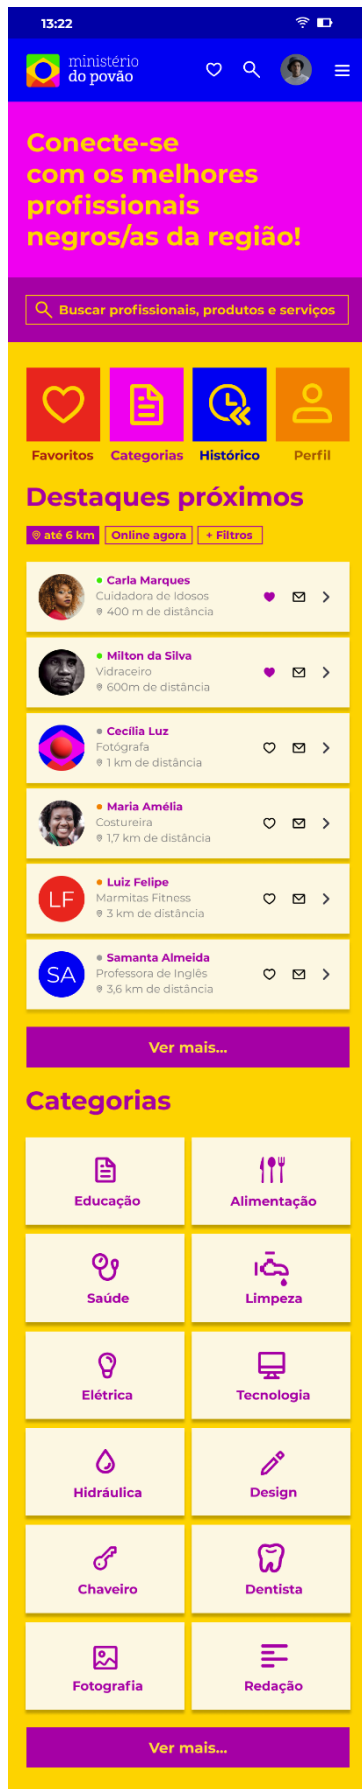 13:22
ministério
do povão
Conecte-se
com os melhores
profissionais
negros/as da região!
Buscar profissionais, produtos e serviços
Favoritos Categorias Histórico Perfil
Destaques próximos
até 6 km Online agora + Filtros
Carla Marques
Cuidadora de Idosos
400 m de distância
Milton da Silva
Vidraceiro
600m de distância
Cecília Luz
Fotógrafa
1 km de distância
Maria Amélia
Costureira
1,7 km de distância
LF
Luiz Felipe
Marmitas Fitness
3 km de distância
SA
Samanta Almeida
Professora de Inglês
3,6 km de distância
Ver mais...
Categorias
Educação Alimentação
Saúde Limpeza
Elétrica Tecnologia
Hidráulica Design
Chaveiro Dentista
Fotografia Redação
Ver mais...